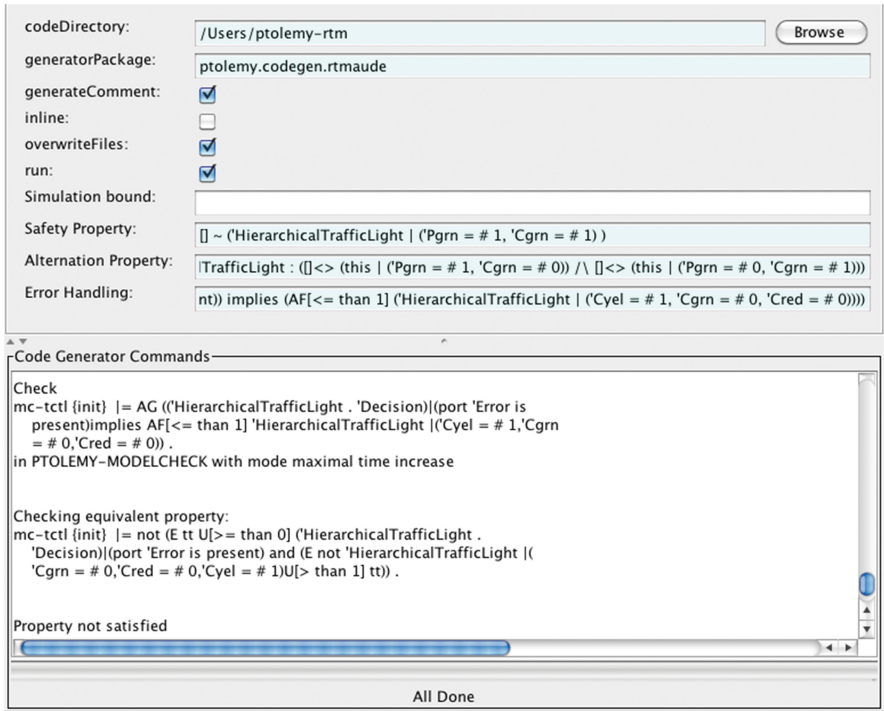 codeDirectory: /Users/ptolemy-rtm Browse
generatorPackage: ptolemy.codegen.rtmaude
generateComment:
inline:
overwriteFiles:
run:
Simulation bound:
Safety Property: [] ~ ('HierarchicalTrafficLight | ('Pgrn = # 1, 'Cgrn = # 1) )
Alternation Property: TrafficLight : ([]<> (this | ('Pgrn = # 1, 'Cgrn = # 0)) /\ []<> (this | ('Pgrn = # 0, 'Cgrn = # 1)))
Error Handling: nt)) implies (AF[<= than 1] ('HierarchicalTrafficLight | ('Cyel = # 1, 'Cgrn = # 0, 'Cred = # 0))))
Code Generator Commands
Check
mc-tctl {init} |= AG (('HierarchicalTrafficLight . 'Decision)|(port 'Error is
present)implies AF[<= than 1] 'HierarchicalTrafficLight |('Cyel = # 1,'Cgrn
= # 0,'Cred = # 0)) .
in PTOLEMY-MODELCHECK with mode maximal time increase
Checking equivalent property:
mc-tctl {init} |= not (E tt U[>= than 0] ('HierarchicalTrafficLight .
'Decision)|(port 'Error is present) and (E not 'HierarchicalTrafficLight |(
'Cgrn = # 0,'Cred = # 0,'Cyel = # 1)U[> than 1] tt)) .
Property not satisfied
All Done